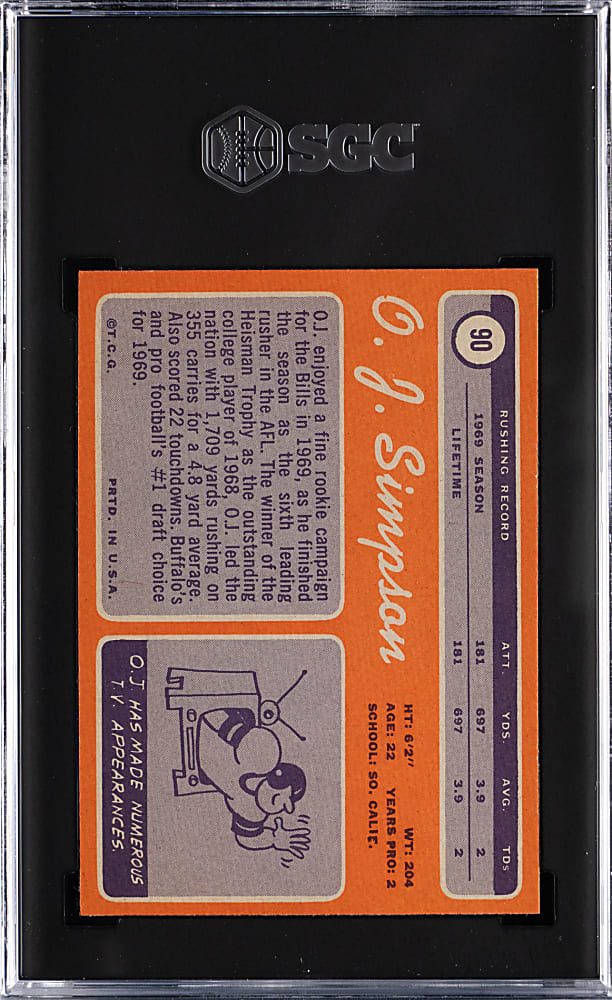 SGC
90
RUSHING RECORD ATT. YDS. AVG. TDs
1969 SEASON 181 697 3.9 2
LIFETIME 181 697 3.9 2
O. J. Simpson
HT: 6'2" WT: 204
AGE: 22 YEARS PRO: 2
SCHOOL: SO. CALIF.
O.J. enjoyed a fine rookie campaign
for the Bills in 1969, as he finished
the season as the sixth leading
rusher in the AFL. The winner of the
Heisman Trophy as the outstanding
college player of 1968, O.J. led the
nation with 1,709 yards rushing on
355 carries for a 4.8 yard average.
Also scored 22 touchdowns. Buffalo's
and pro football's #1 draft choice
for 1969.
©T.C.G. PRTD. IN U.S.A.
O.J. HAS MADE NUMEROUS
T.V. APPEARANCES.